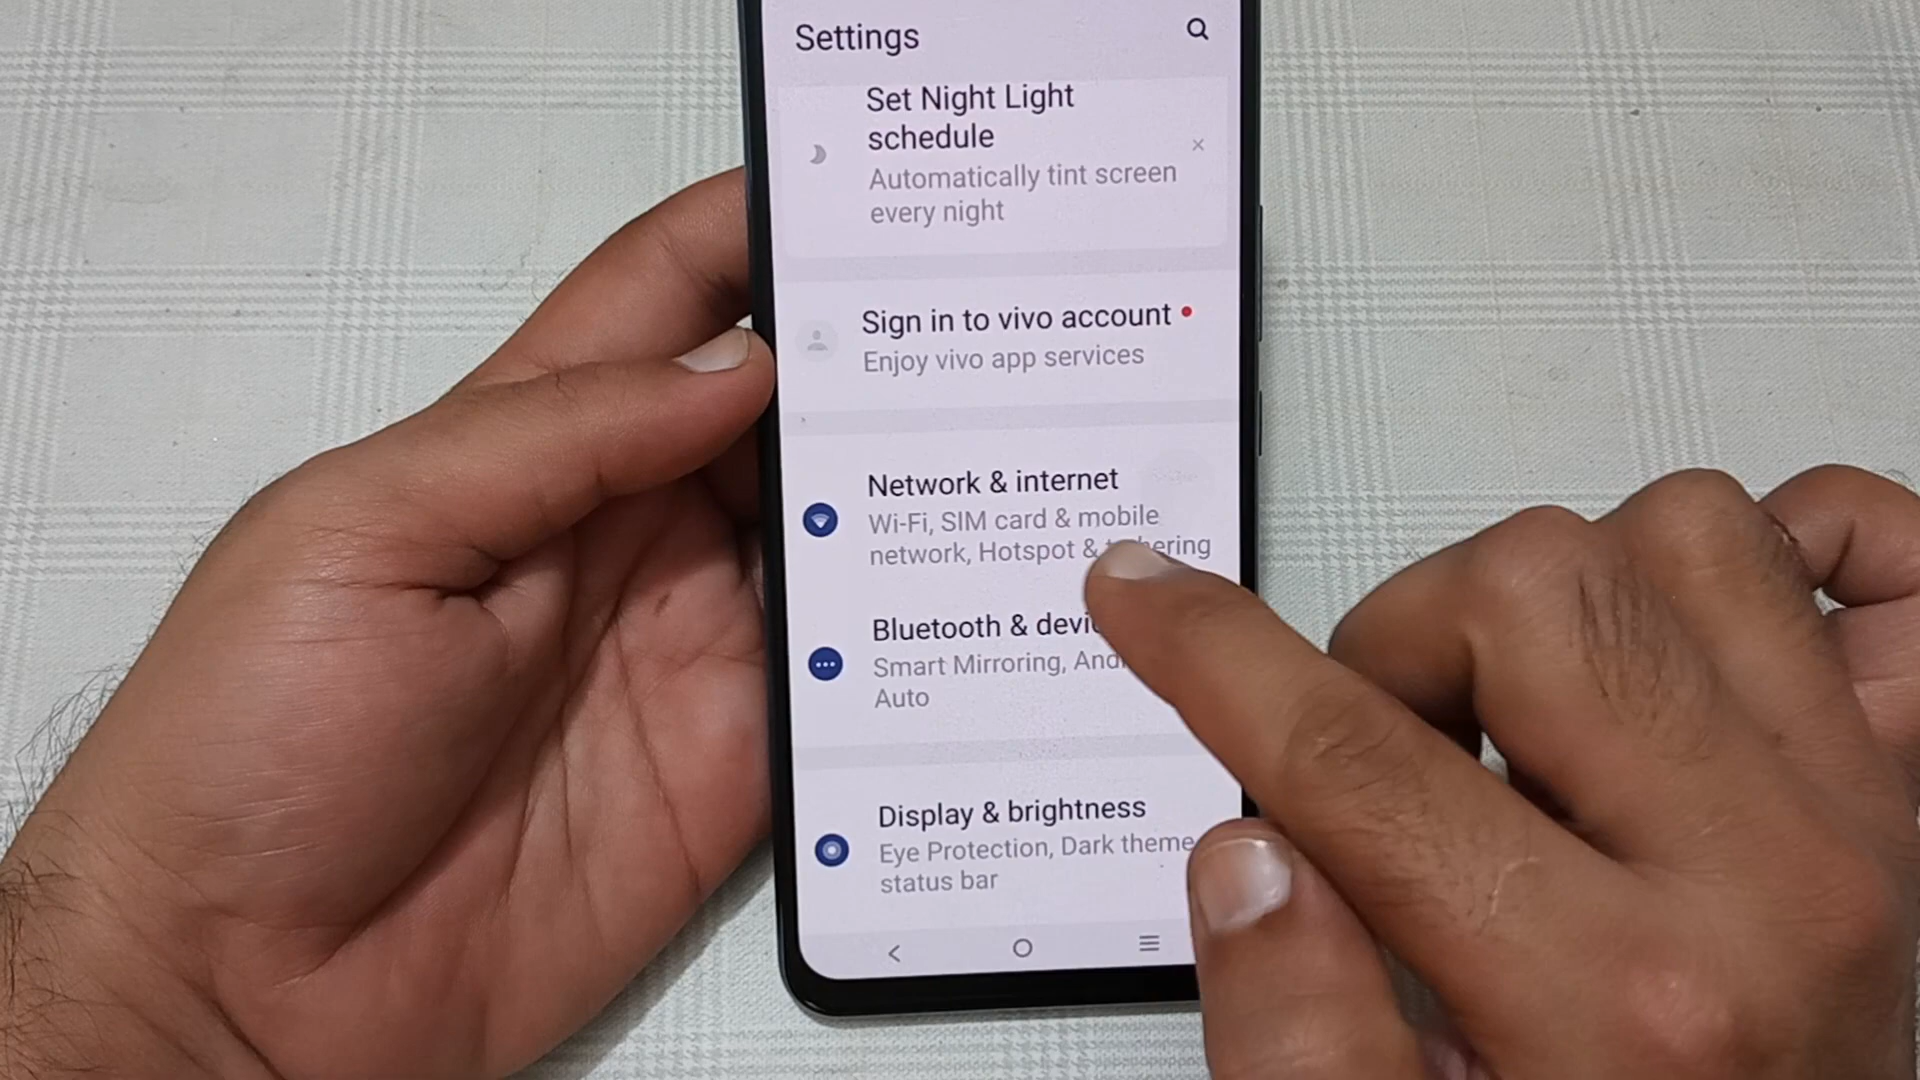 Settings
Set Night Light
schedule
Automatically tint screen
every night
Sign in to vivo account
Enjoy vivo app services
Network & internet
Wi-Fi, SIM card & mobile
network, Hotspot &
Bluetooth &
Smart Mirroring,
Auto
Display & brightness
Eye Protection, Dark theme
status bar